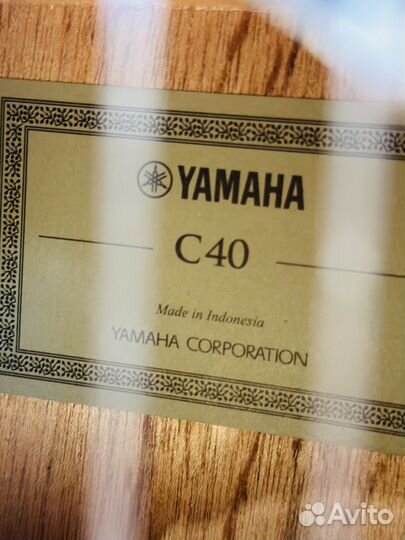 YAMAHA
C40
Made in Indonesia
YAMAHA CORPORATION
Avito